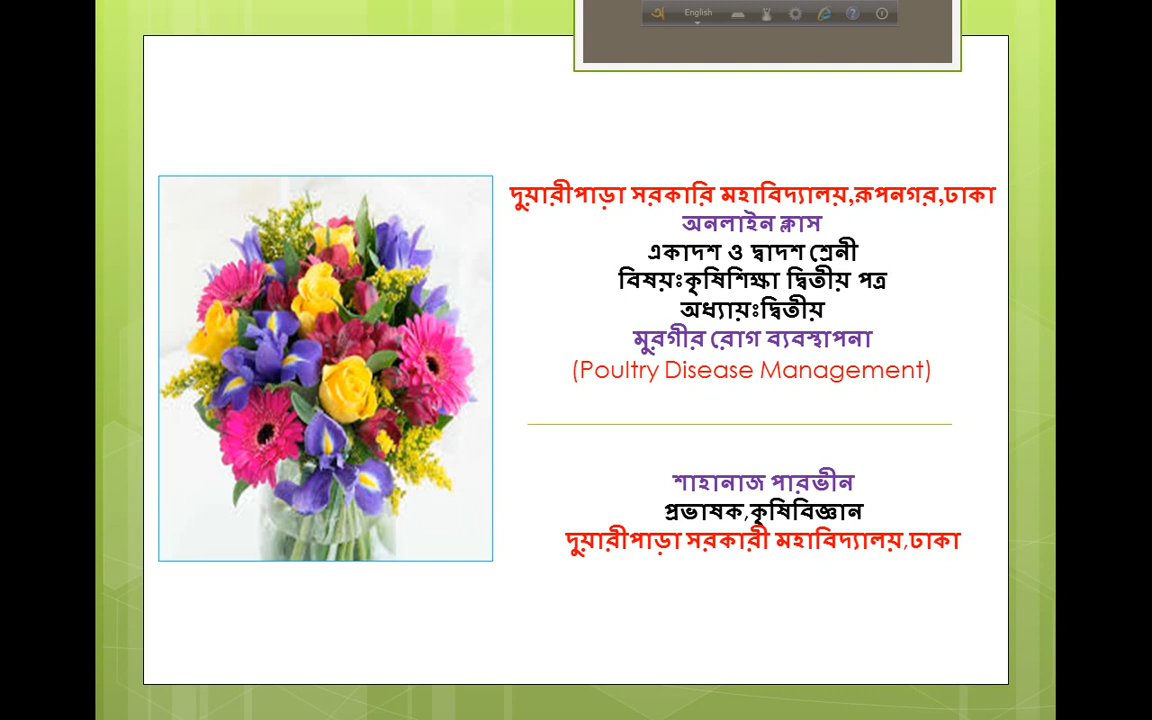 অ English
দুয়ারীপাড়া সরকারি মহাবিদ্যালয়,রূপনগর,ঢাকা
অনলাইন ক্লাস
একাদশ ও দ্বাদশ শ্রেনী
বিষয়ঃকৃষিশিক্ষা দ্বিতীয় পত্র
অধ্যায়ঃদ্বিতীয়
মুরগীর রোগ ব্যবস্থাপনা
(Poultry Disease Management)
শাহানাজ পারভীন
প্রভাষক,কৃষিবিজ্ঞান
দুয়ারীপাড়া সরকারী মহাবিদ্যালয়,ঢাকা